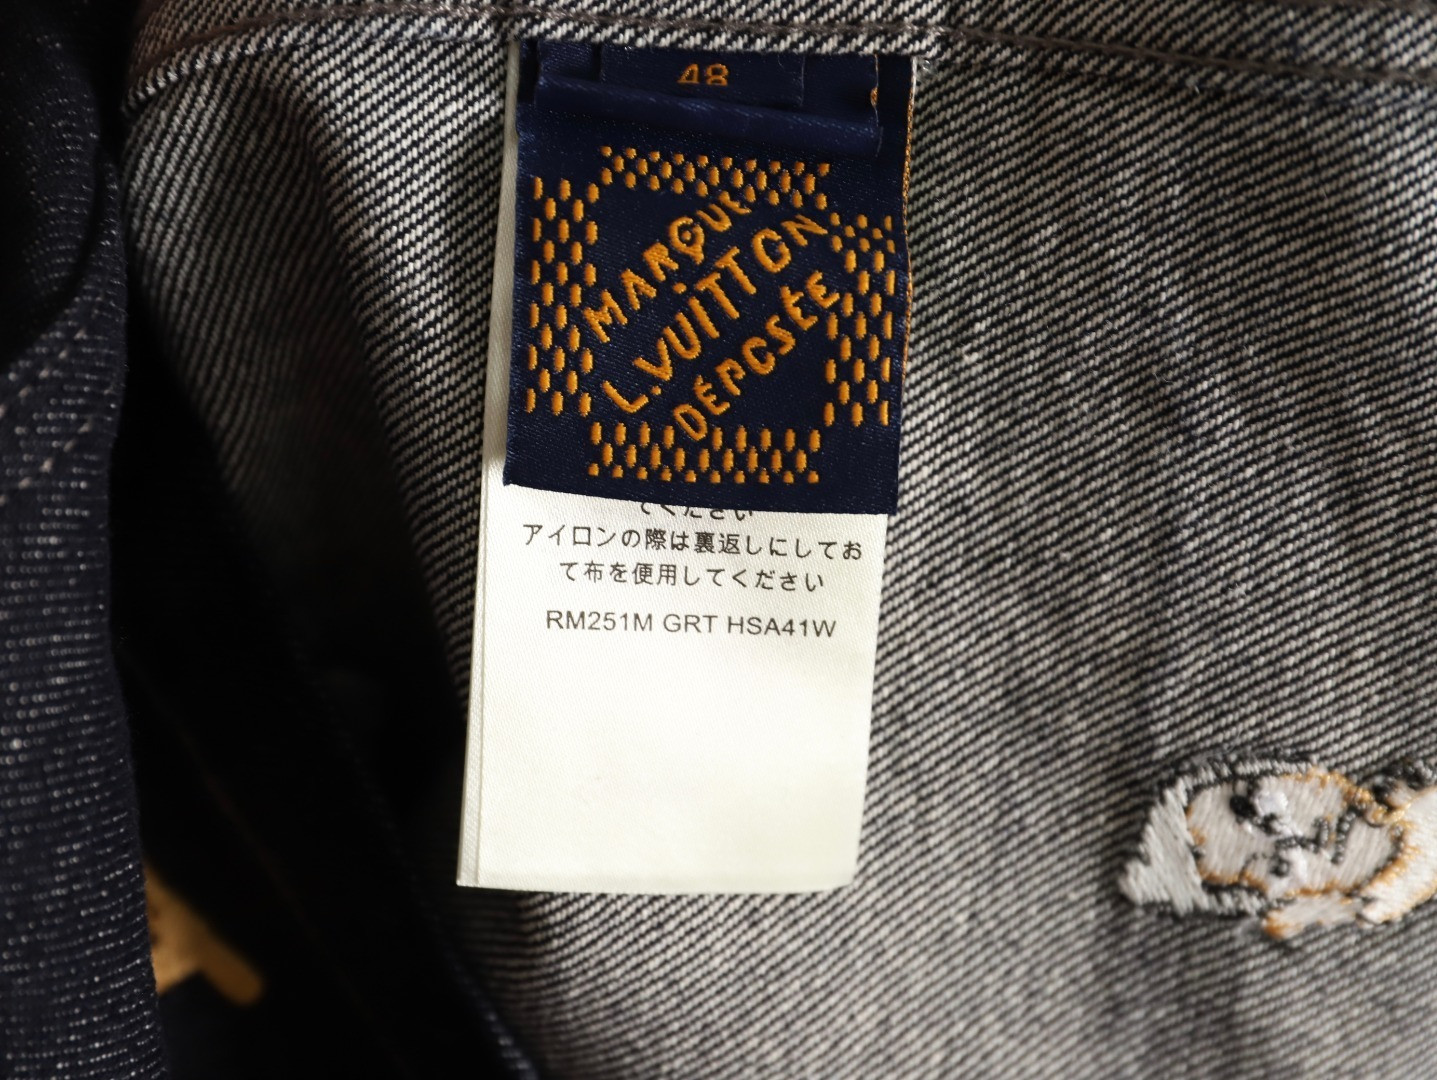 48
MARQUE
L.VUITTON
DÉPOSÉE
てください
アイロンの際は裏返しにしてお
て布を使用してください
RM251M GRT HSA41W